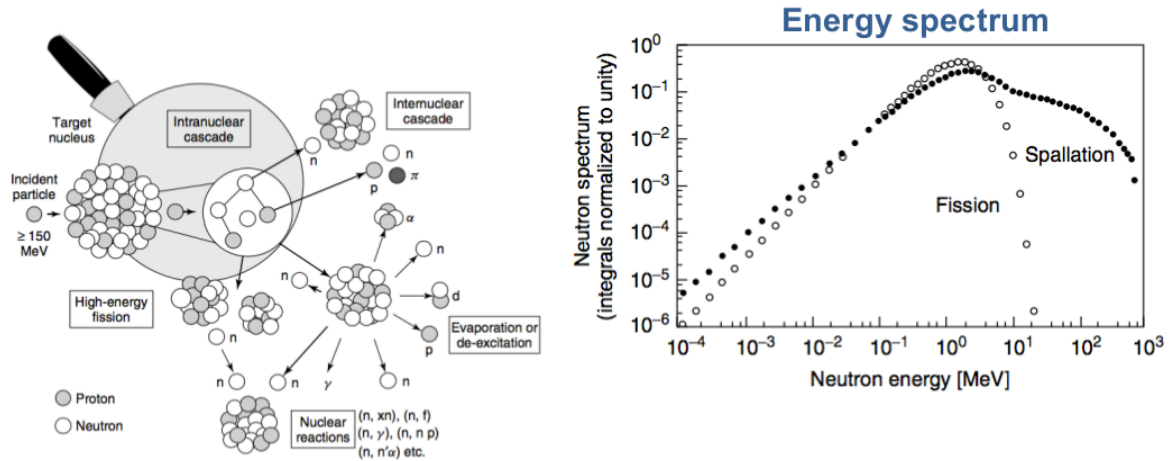 Target
nucleus
Intranuclear
cascade
Internuclear
cascade
n
n
p
π
Incident
particle
≥ 150
MeV
α
n
n
d
p
Evaporation or
de-excitation
High-energy
fission
n
n
n
γ
n
Proton
Neutron
Nuclear
reactions
(n, xn), (n, f)
(n, γ), (n, n p)
(n, n′α) etc.
Energy spectrum
Neutron spectrum
(integrals normalized to unity)
10⁰
10⁻¹
10⁻²
10⁻³
10⁻⁴
10⁻⁵
10⁻⁶
Spallation
Fission
10⁻⁴
10⁻³
10⁻²
10⁻¹
10⁰
10¹
10²
10³
Neutron energy [MeV]